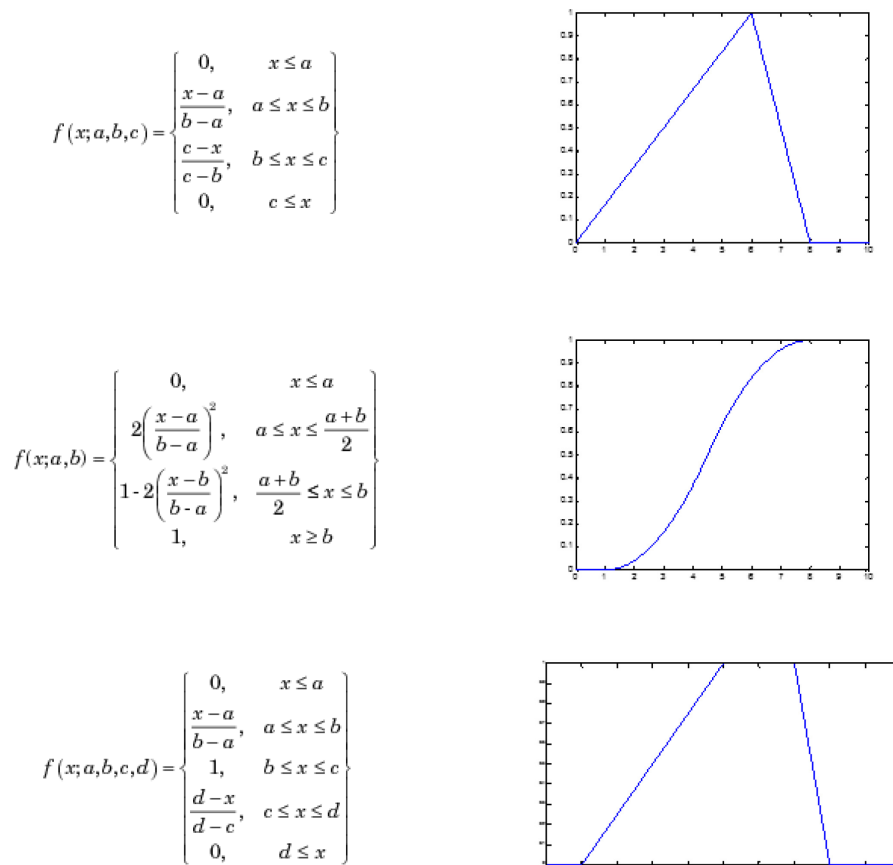 f(x;a,b,c) = { 0, x ≤ a
(x − a)/(b − a), a ≤ x ≤ b
(c − x)/(c − b), b ≤ x ≤ c
0, c ≤ x }
1
0.9
0.8
0.7
0.6
0.5
0.4
0.3
0.2
0.1
0
0 1 2 3 4 5 6 7 8 9 10
f(x;a,b) = { 0, x ≤ a
2((x − a)/(b − a))², a ≤ x ≤ (a + b)/2
1 - 2((x − b)/(b - a))², (a + b)/2 ≤ x ≤ b
1, x ≥ b }
1
0.9
0.8
0.7
0.6
0.5
0.4
0.3
0.2
0.1
0
0 1 2 3 4 5 6 7 8 9 10
f(x;a,b,c,d) = { 0, x ≤ a
(x − a)/(b − a), a ≤ x ≤ b
1, b ≤ x ≤ c
(d − x)/(d − c), c ≤ x ≤ d
0, d ≤ x }